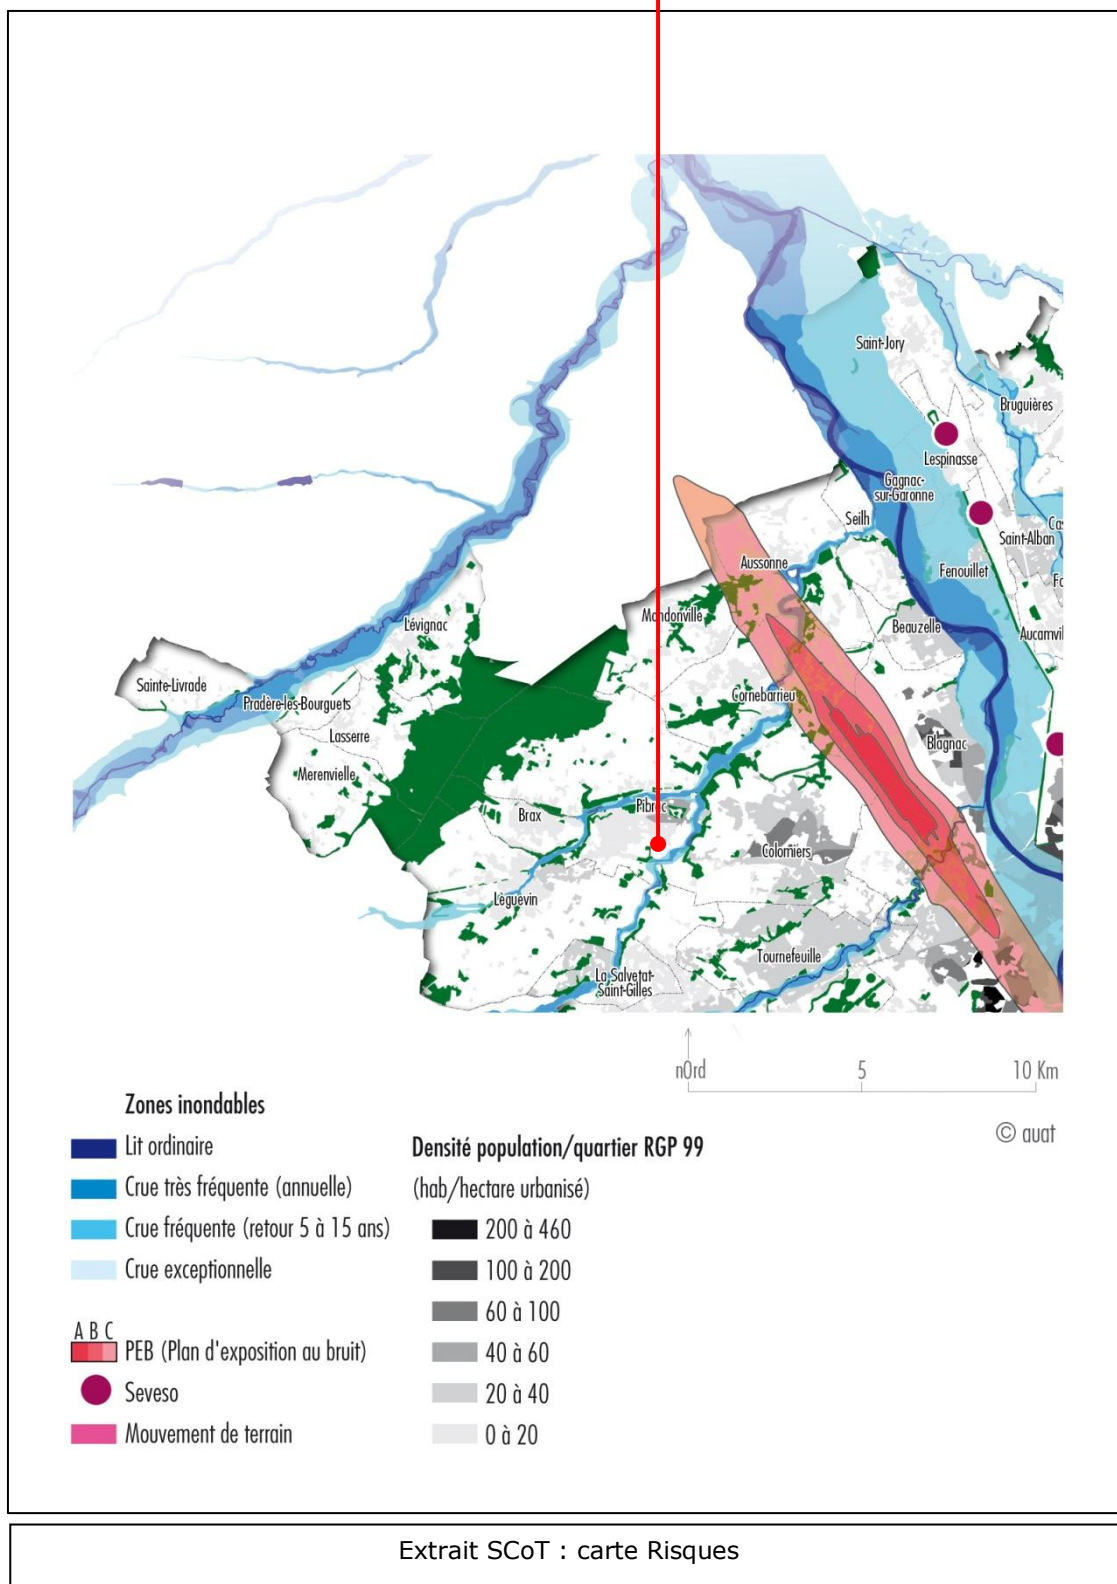 Saint-Jory
Bruguières
Lespinasse
Gagnac-
sur-Garonne
Seilh
Saint-Alban
Aussonne
Fenouillet
Mondonville
Beauzelle
Lévignac
Sainte-Livrade
Pradère-les-Bourguets
Cornebarrieu
Lasserre
Blagnac
Merenvielle
Brax
Pibrac
Colomiers
Léguevin
Tournefeuille
La Salvetat-
Saint-Gilles
n0rd 5 10 Km
© auat
Zones inondables
Lit ordinaire
Crue très fréquente (annuelle)
Crue fréquente (retour 5 à 15 ans)
Crue exceptionnelle
A B C
PEB (Plan d'exposition au bruit)
Seveso
Mouvement de terrain
Densité population/quartier RGP 99
(hab/hectare urbanisé)
200 à 460
100 à 200
60 à 100
40 à 60
20 à 40
0 à 20
Extrait SCoT : carte Risques